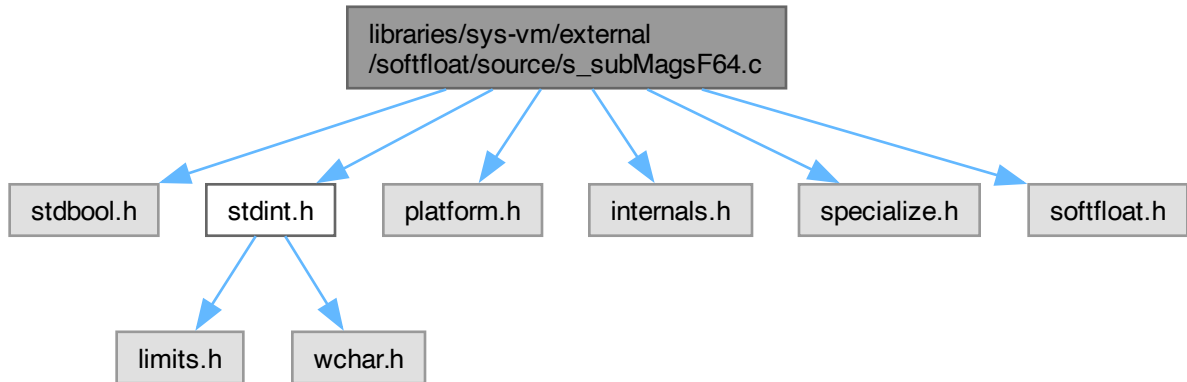 libraries/sys-vm/external
/softfloat/source/s_subMagsF64.c
stdbool.h
stdint.h
platform.h
internals.h
specialize.h
softfloat.h
limits.h
wchar.h